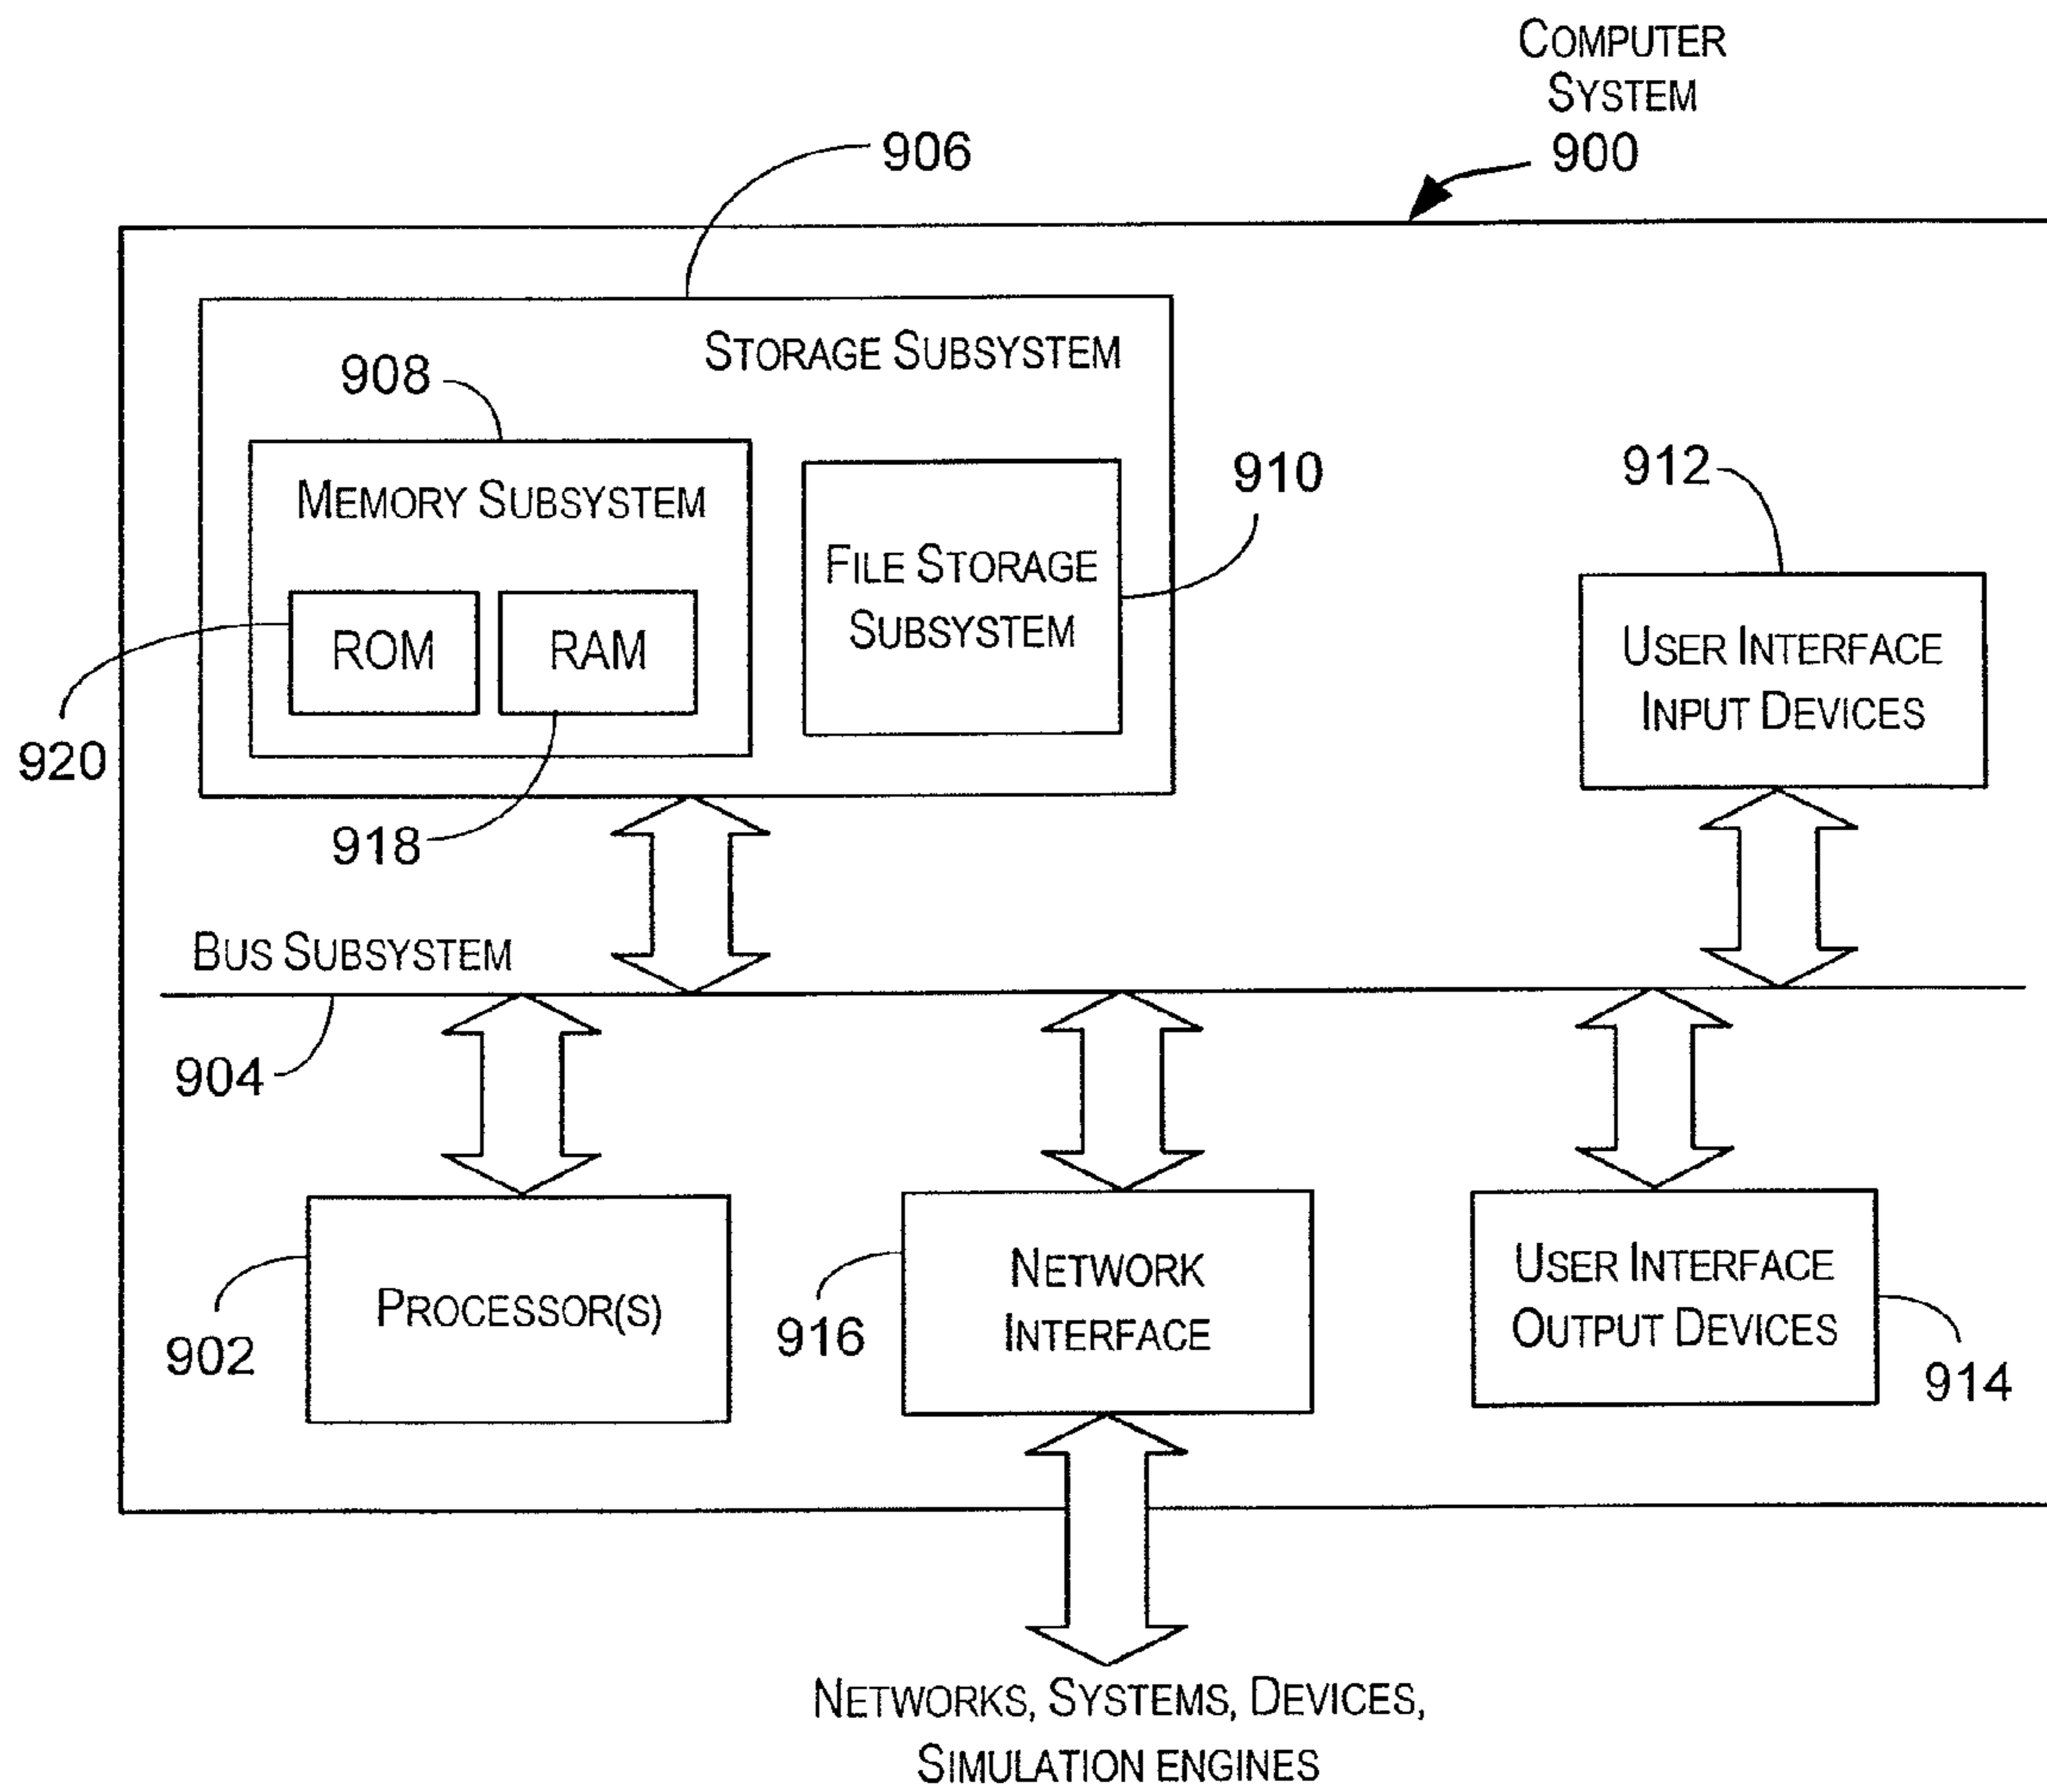 COMPUTER
SYSTEM
900
906
STORAGE SUBSYSTEM
908
MEMORY SUBSYSTEM
910
FILE STORAGE
SUBSYSTEM
912
USER INTERFACE
INPUT DEVICES
ROM
RAM
920
918
BUS SUBSYSTEM
904
PROCESSOR(S)
902
NETWORK
INTERFACE
916
USER INTERFACE
OUTPUT DEVICES
914
NETWORKS, SYSTEMS, DEVICES,
SIMULATION ENGINES